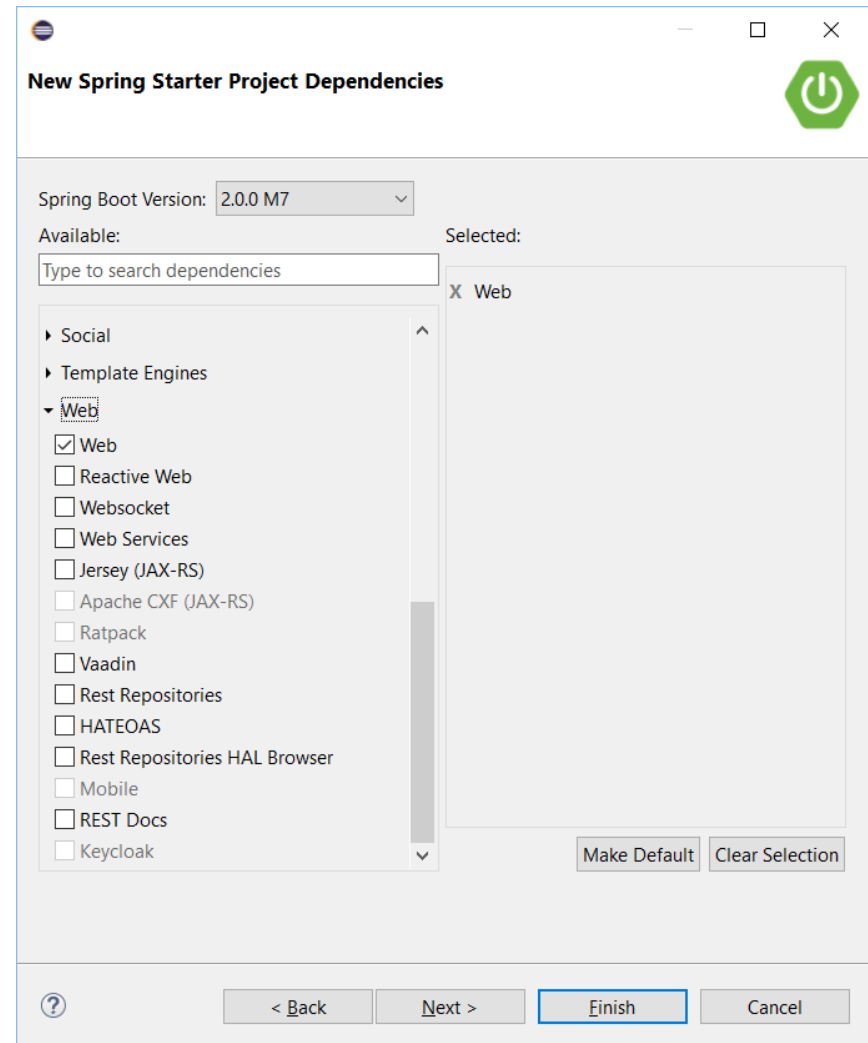 New Spring Starter Project Dependencies
Spring Boot Version: 2.0.0 M7
Available:
Selected:
Type to search dependencies
X Web
Social
Template Engines
Web
Web
Reactive Web
Websocket
Web Services
Jersey (JAX-RS)
Apache CXF (JAX-RS)
Ratpack
Vaadin
Rest Repositories
HATEOAS
Rest Repositories HAL Browser
Mobile
REST Docs
Keycloak
Make Default Clear Selection
? < Back Next > Finish Cancel